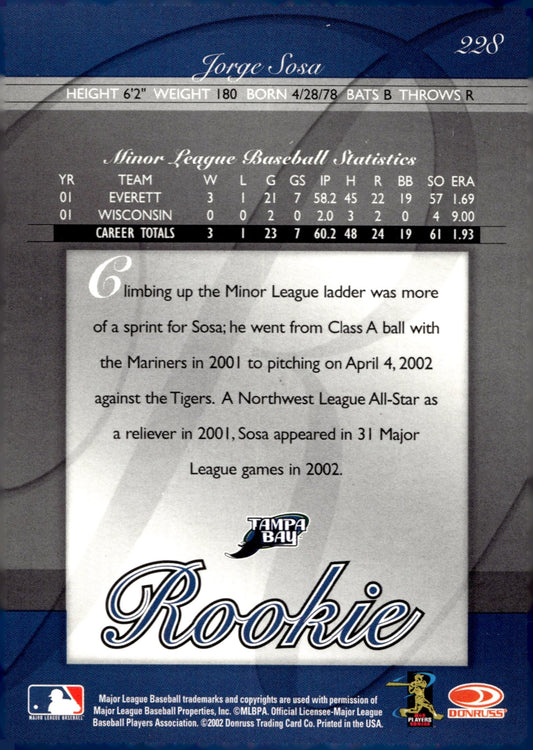 228
Jorge Sosa
HEIGHT 6'2" WEIGHT 180 BORN 4/28/78 BATS B THROWS R
Minor League Baseball Statistics
YR TEAM W L G GS IP H R BB SO ERA
01 EVERETT 3 1 21 7 58.2 45 22 19 57 1.69
01 WISCONSIN 0 0 2 0 2.0 3 2 0 4 9.00
CAREER TOTALS 3 1 23 7 60.2 48 24 19 61 1.93
Climbing up the Minor League ladder was more
of a sprint for Sosa; he went from Class A ball with
the Mariners in 2001 to pitching on April 4, 2002
against the Tigers. A Northwest League All-Star as
a reliever in 2001, Sosa appeared in 31 Major
League games in 2002.
TAMPA
BAY
Rookie
MAJOR LEAGUE BASEBALL
Major League Baseball trademarks and copyrights are used with permission of
Major League Baseball Properties, Inc. ©MLBPA. Official Licensee-Major League
Baseball Players Association. ©2002 Donruss Trading Card Co. Printed in the USA.
PLAYERS
CHOICE
DONRUSS